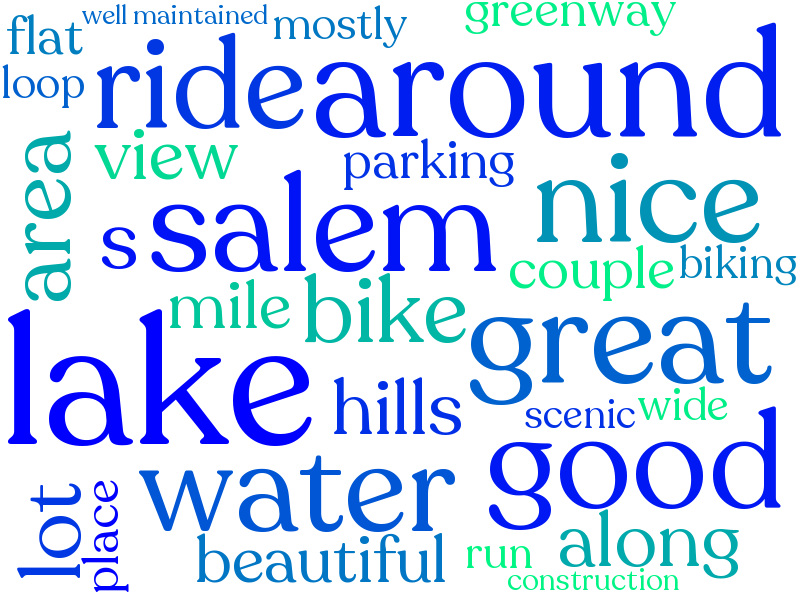 well maintained
mostly
greenway
flat
loop
ride
around
view
parking
area
s
salem
nice
couple
biking
mile
bike
great
lake
hills
scenic
wide
good
water
lot
place
beautiful
run
along
construction